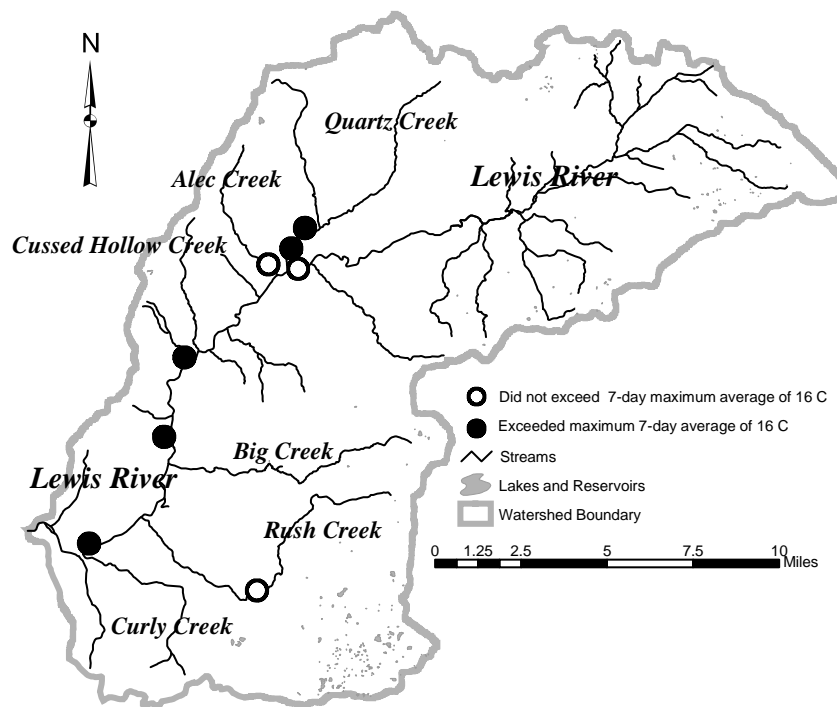 N
Quartz Creek
Alec Creek
Lewis River
Cussed Hollow Creek
Did not exceed 7-day maximum average of 16 C
Exceeded maximum 7-day average of 16 C
Big Creek
Streams
Lewis River
Lakes and Reservoirs
Rush Creek
Watershed Boundary
0 1.25 2.5 5 7.5 10
Miles
Curly Creek